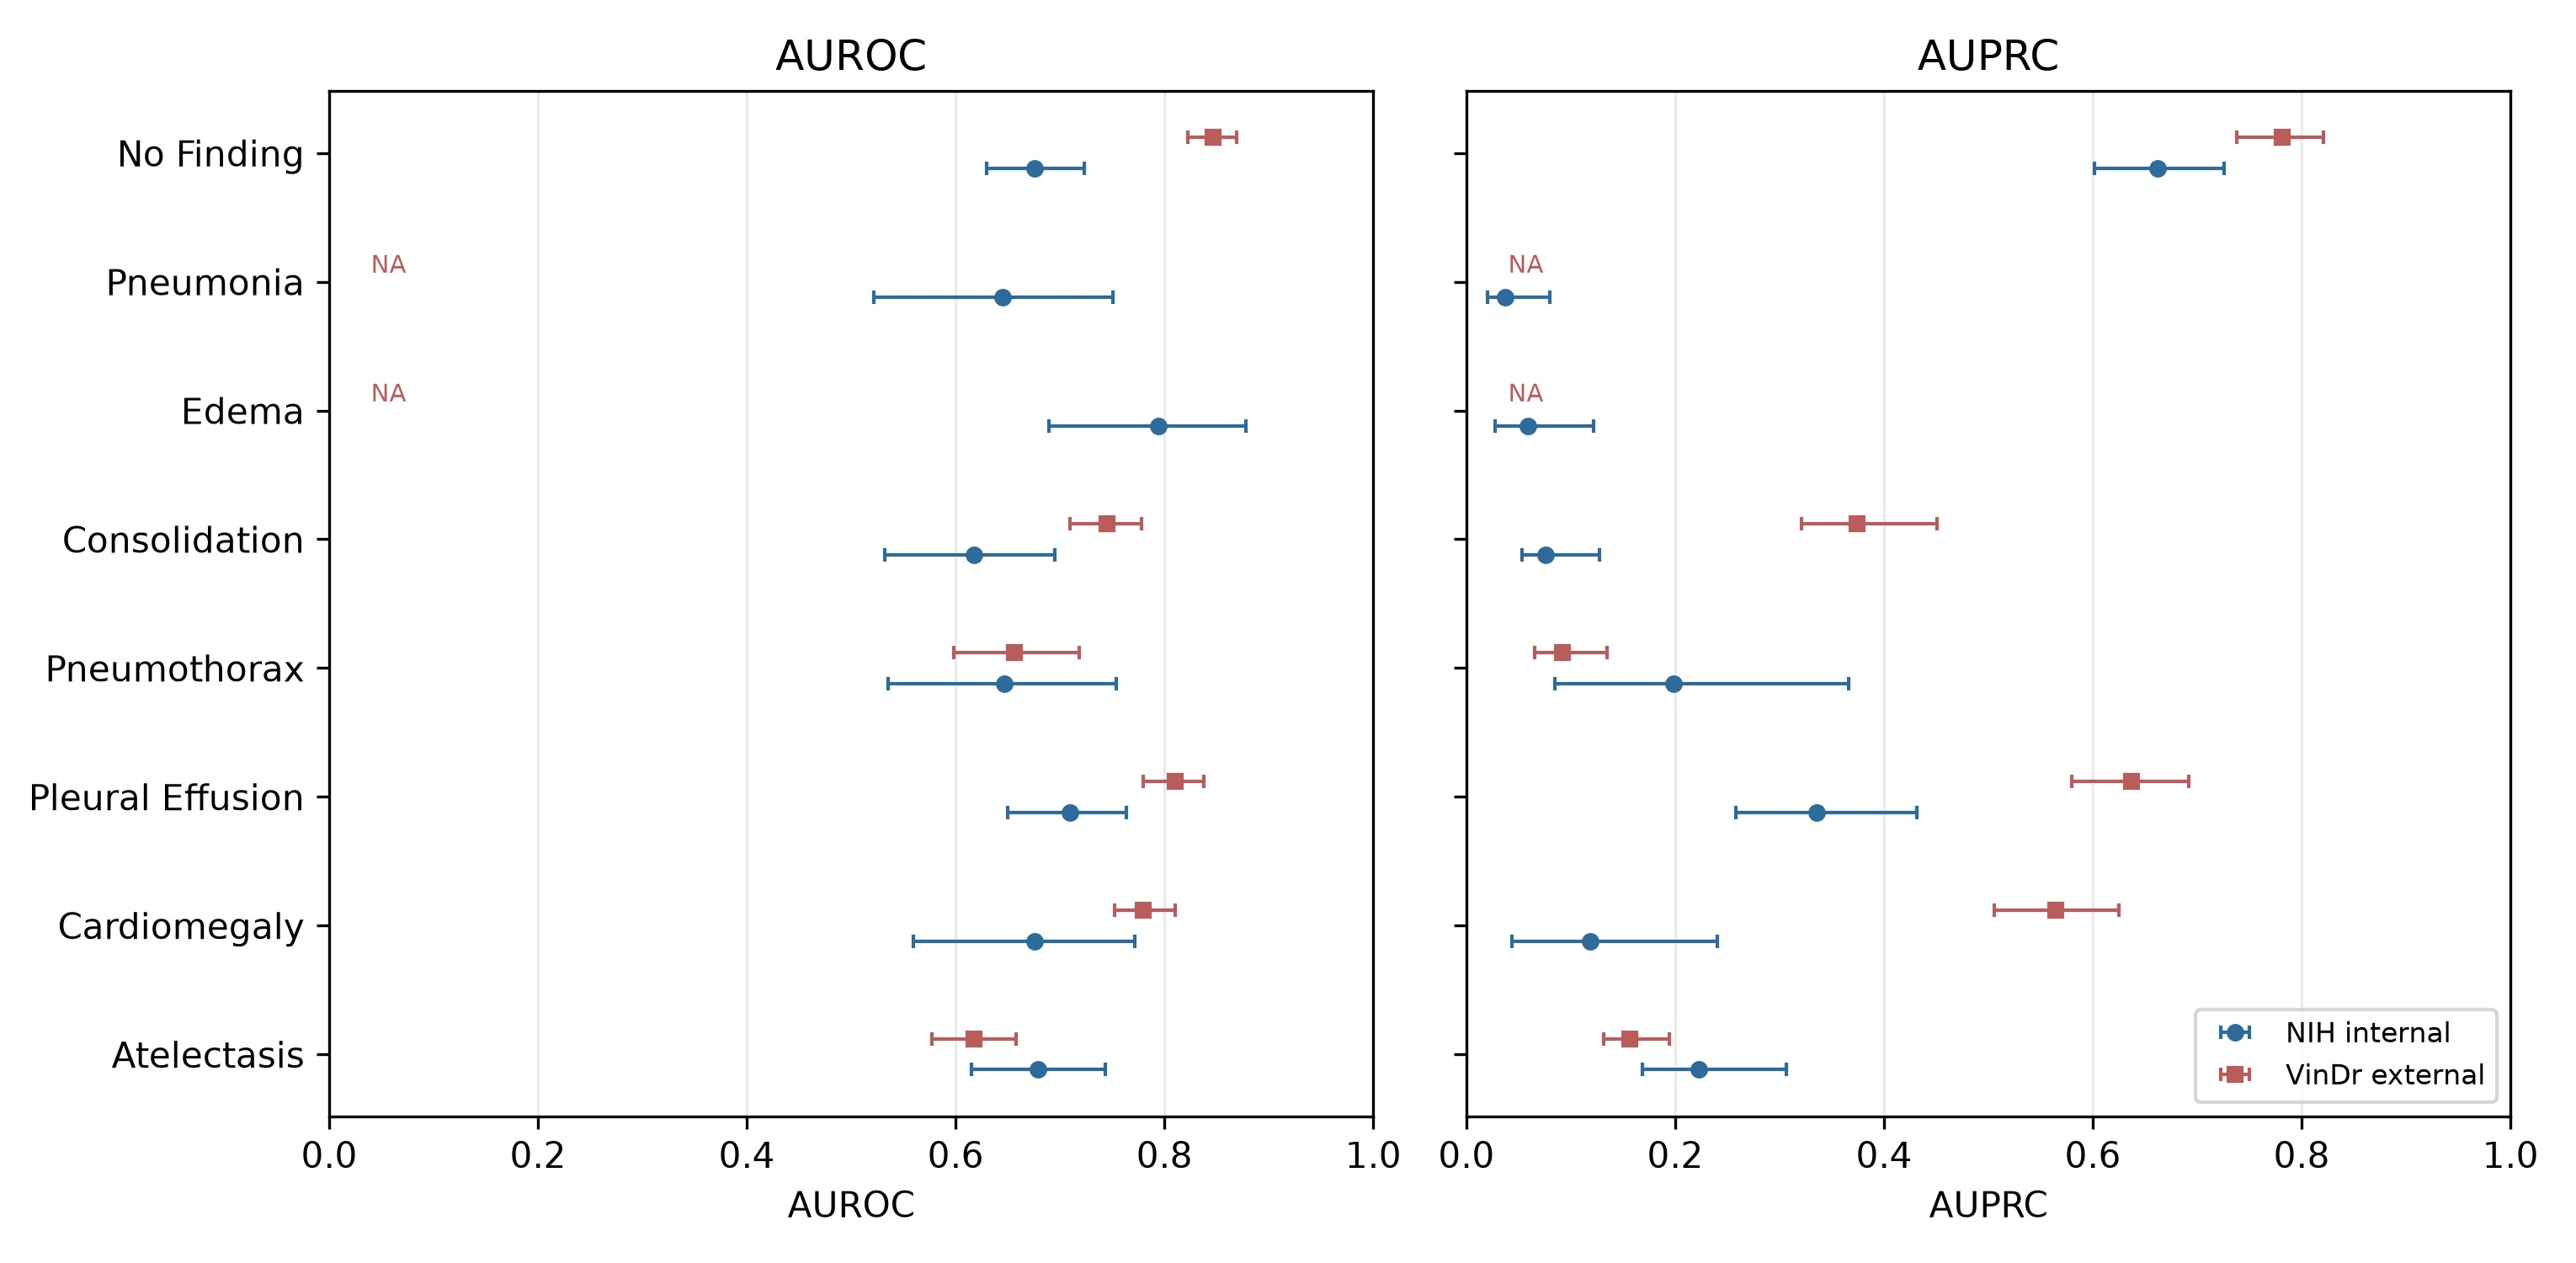 AUROC
AUPRC
No Finding
Pneumonia
NA
NA
Edema
NA
NA
Consolidation
Pneumothorax
Pleural Effusion
Cardiomegaly
Atelectasis
NIH internal
VinDr external
0.0 0.2 0.4 0.6 0.8 1.0
0.0 0.2 0.4 0.6 0.8 1.0
AUROC
AUPRC